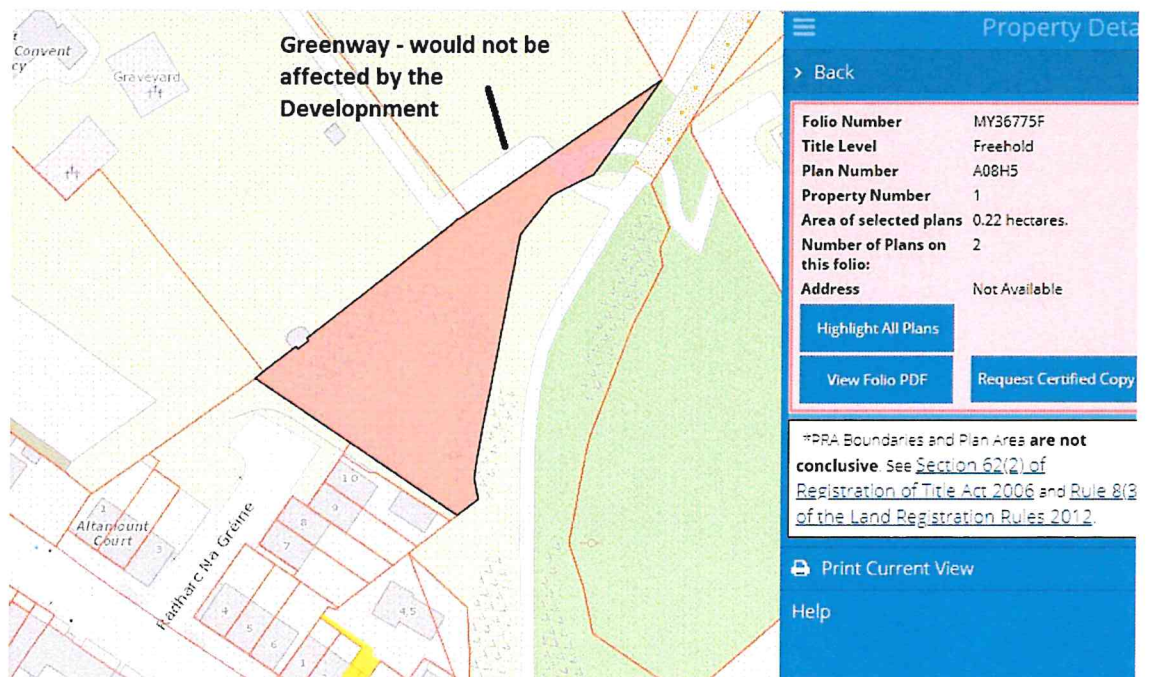 Greenway - would not be
affected by the
Developnment
Convent
Graveyard
Altamount
Court
1
3
Radharc Na Gréine
10
9
8
7
4
5
6
1
4,5
Property Deta
> Back
Folio Number MY36775F
Title Level Freehold
Plan Number A08H5
Property Number 1
Area of selected plans 0.22 hectares.
Number of Plans on 2
this folio:
Address Not Available
Highlight All Plans
View Folio PDF Request Certified Copy
*PRA Boundaries and Plan Area are not
conclusive. See Section 62(2) of
Registration of Title Act 2006 and Rule 8(3
of the Land Registration Rules 2012.
Print Current View
Help